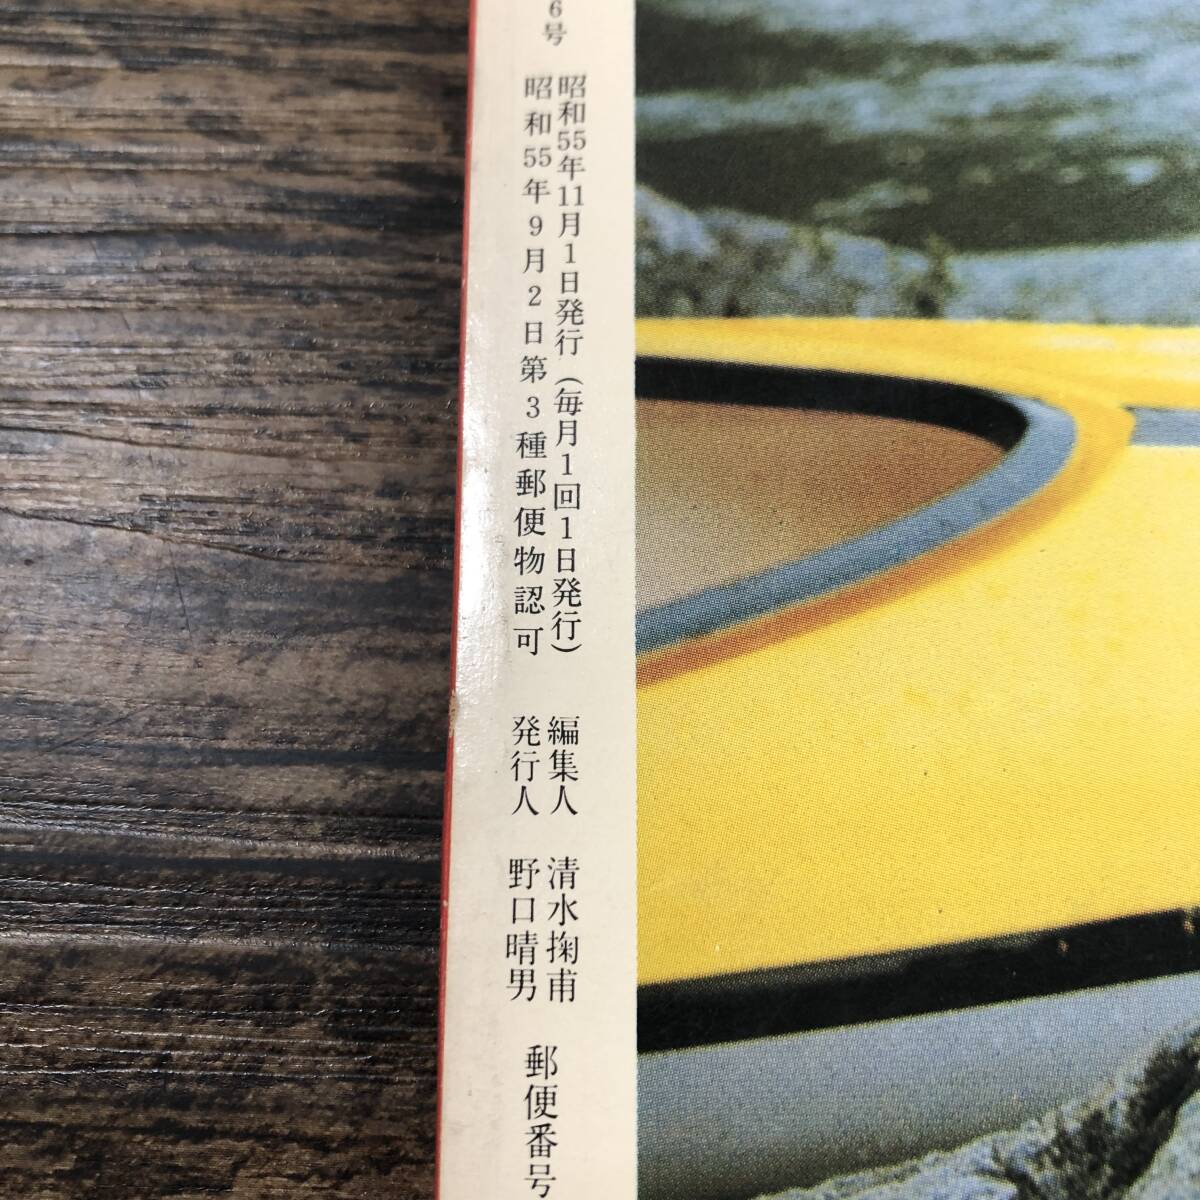 6号
昭和55年11月1日発行(毎月1回1日発行)
昭和55年9月2日第3種郵便物認可
編集人 清水掬甫
発行人 野口晴男
郵便番号